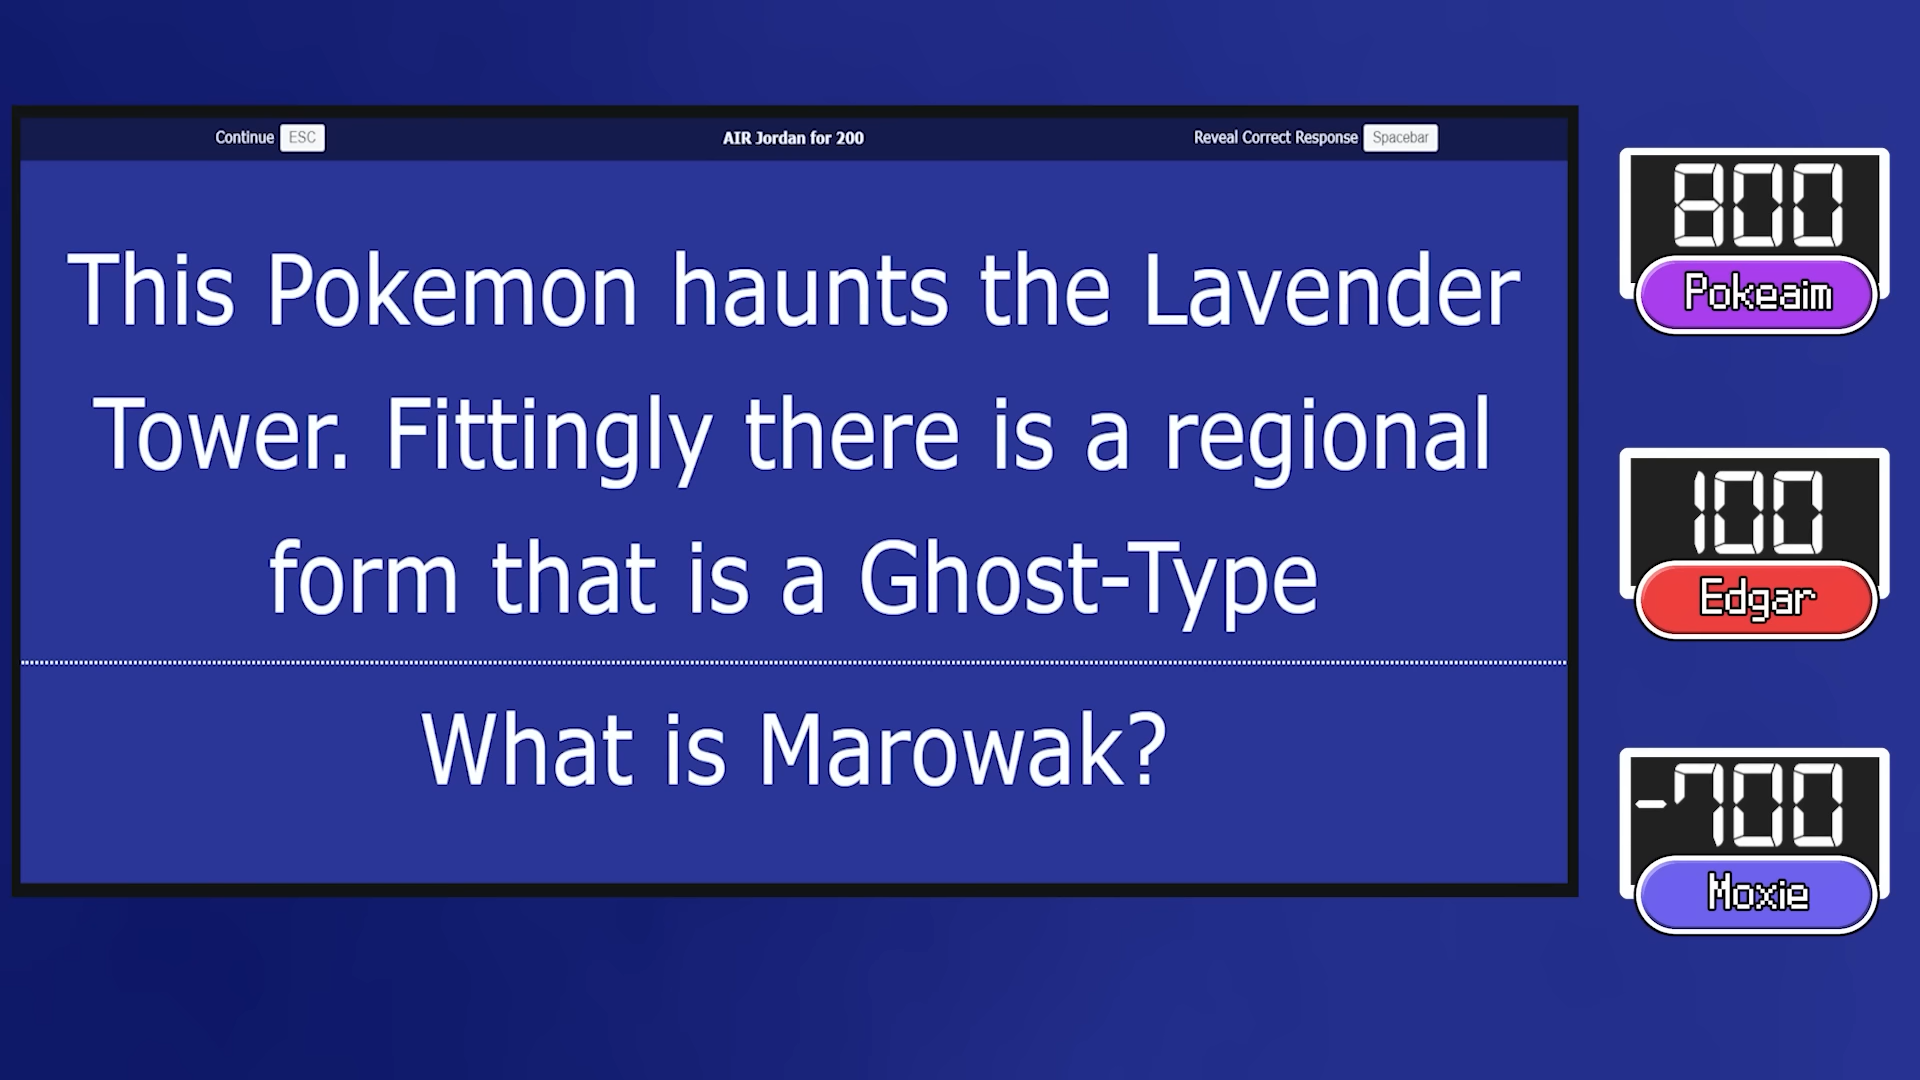 Continue ESC
AIR Jordan for 200
Reveal Correct Response Spacebar
This Pokemon haunts the Lavender
Tower. Fittingly there is a regional
form that is a Ghost-Type
What is Marowak?
800
Pokeaim
100
Edgar
-700
Moxie